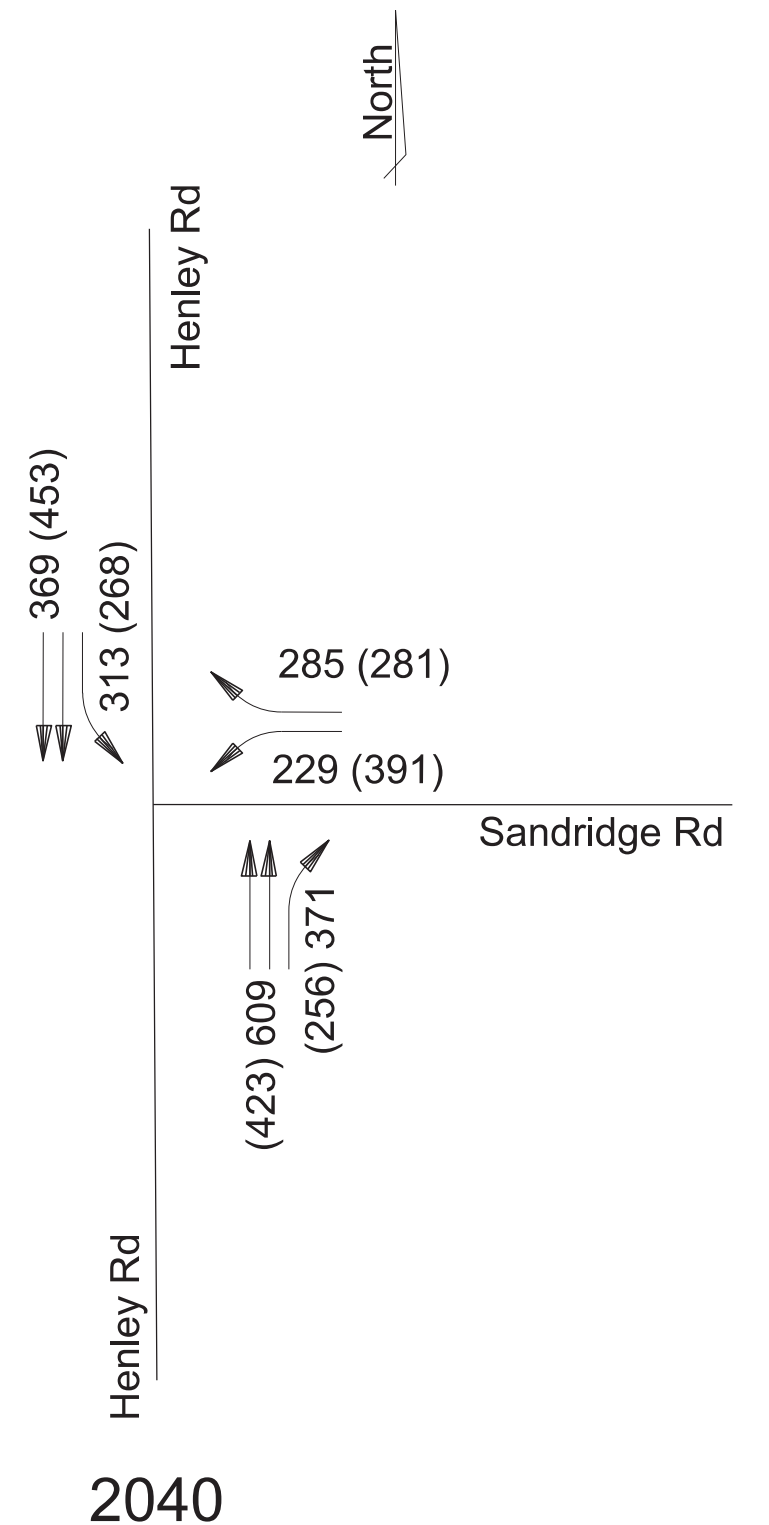 North
Henley Rd
369 (453)
313 (268)
285 (281)
229 (391)
Sandridge Rd
(256) 371
(423) 609
Henley Rd
2040